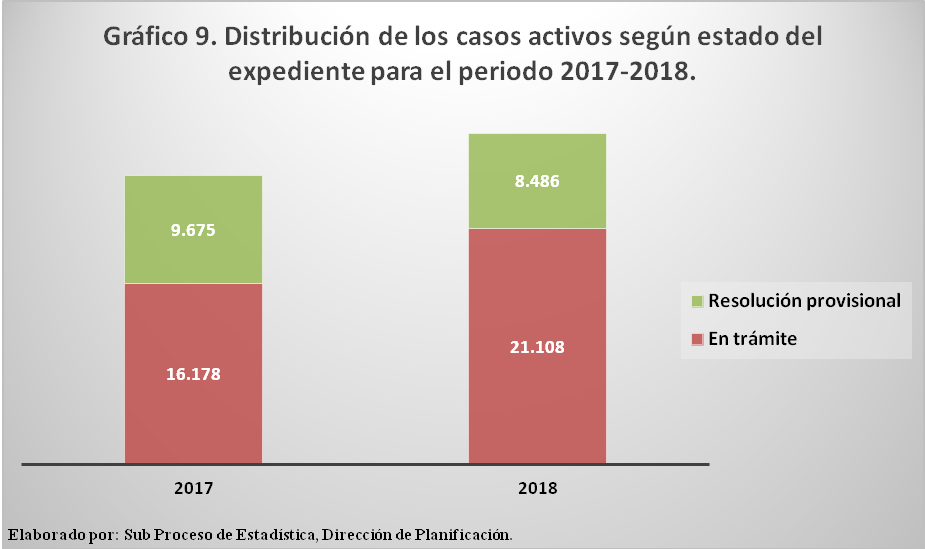 Gráfico 9. Distribución de los casos activos según estado del
expediente para el periodo 2017-2018.
9.675
16.178
8.486
21.108
Resolución provisional
En trámite
2017
2018
Elaborado por: Sub Proceso de Estadística, Dirección de Planificación.